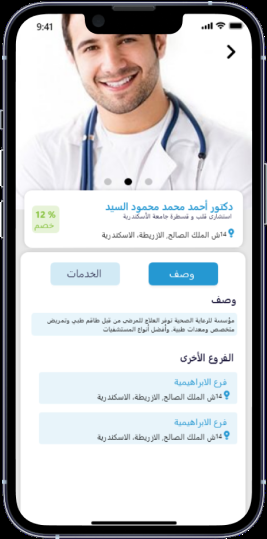 9:41
دكتور أحمد محمد محمود السيد
استشارى قلب و قسطرة جامعة الأسكندرية
12 %
خصم
14ش الملك الصالح, الازريطة, الاسكندرية
وصف
الخدمات
وصف
مؤسسة للرعاية الصحية توفر العلاج للمرضى من قبل طاقم طبي وتمريض
متخصص ومعدات طبية, وأفضل أنواع المستشفيات
الفروع الأخرى
فرع الابراهيمية
14ش الملك الصالح, الازريطة, الاسكندرية
فرع الابراهيمية
14ش الملك الصالح, الازريطة, الاسكندرية